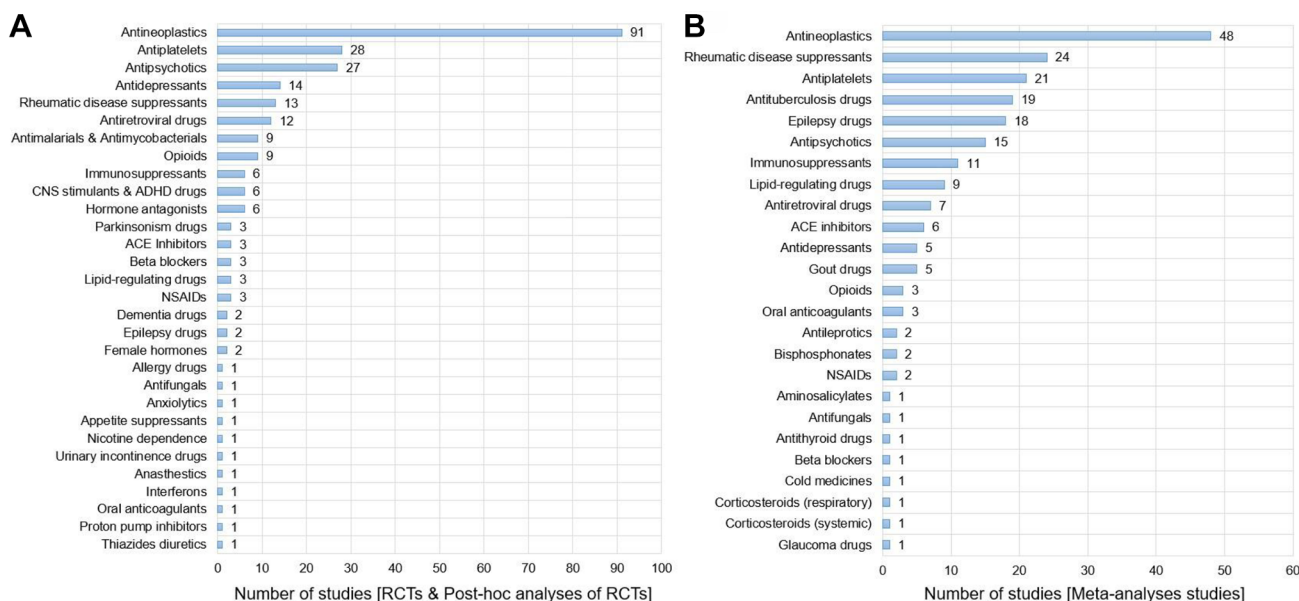 A
Antineoplastics 91
Antiplatelets 28
Antipsychotics 27
Antidepressants 14
Rheumatic disease suppressants 13
Antiretroviral drugs 12
Antimalarials & Antimycobacterials 9
Opioids 9
Immunosuppressants 6
CNS stimulants & ADHD drugs 6
Hormone antagonists 6
Parkinsonism drugs 3
ACE Inhibitors 3
Beta blockers 3
Lipid-regulating drugs 3
NSAIDs 3
Dementia drugs 2
Epilepsy drugs 2
Female hormones 2
Allergy drugs 1
Antifungals 1
Anxiolytics 1
Appetite suppressants 1
Nicotine dependence 1
Urinary incontinence drugs 1
Anasthestics 1
Interferons 1
Oral anticoagulants 1
Proton pump inhibitors 1
Thiazides diuretics 1
0 10 20 30 40 50 60 70 80 90 100
Number of studies [RCTs & Post-hoc analyses of RCTs]
B
Antineoplastics 48
Rheumatic disease suppressants 24
Antiplatelets 21
Antituberculosis drugs 19
Epilepsy drugs 18
Antipsychotics 15
Immunosuppressants 11
Lipid-regulating drugs 9
Antiretroviral drugs 7
ACE inhibitors 6
Antidepressants 5
Gout drugs 5
Opioids 3
Oral anticoagulants 3
Antileprotics 2
Bisphosphonates 2
NSAIDs 2
Aminosalicylates 1
Antifungals 1
Antithyroid drugs 1
Beta blockers 1
Cold medicines 1
Corticosteroids (respiratory) 1
Corticosteroids (systemic) 1
Glaucoma drugs 1
0 10 20 30 40 50 60
Number of studies [Meta-analyses studies]